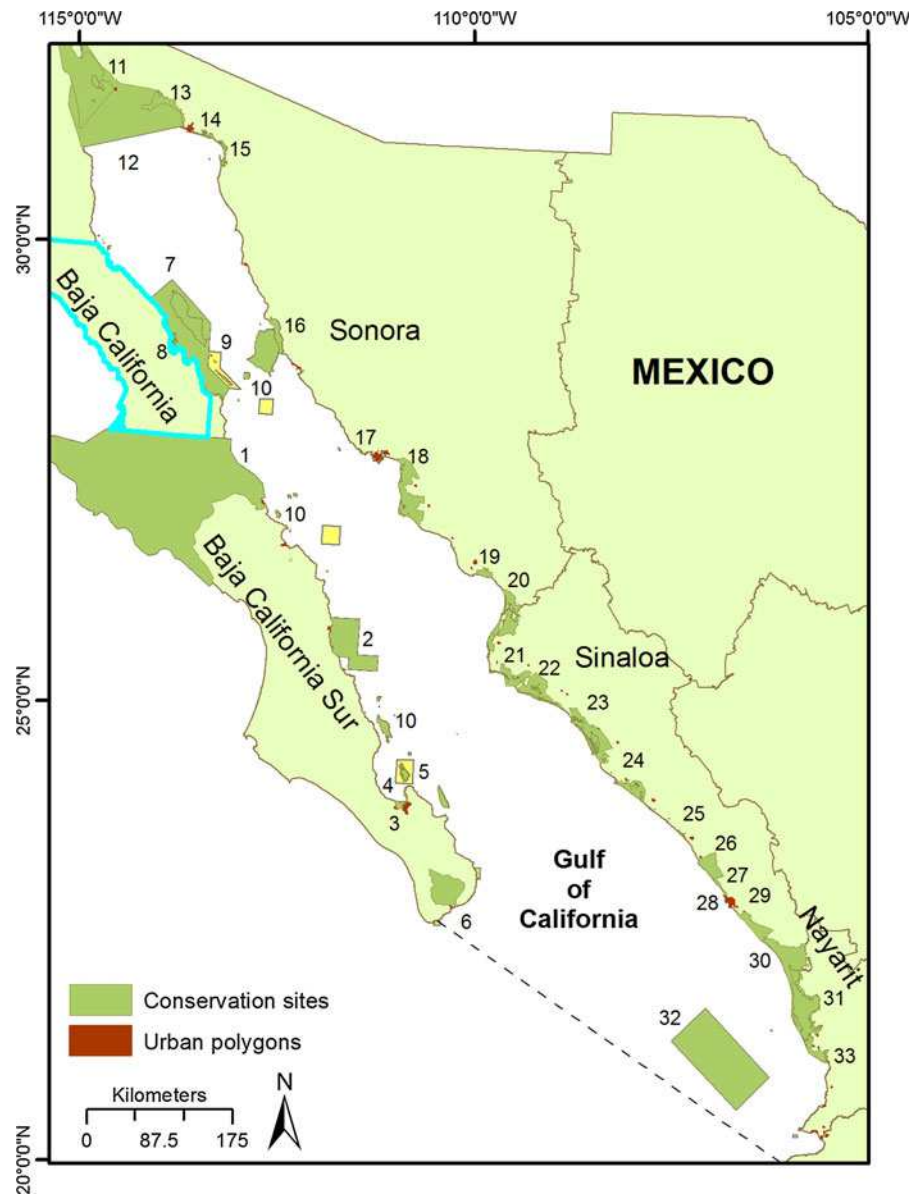 115°0'0"W
110°0'0"W
105°0'0"W
30°0'0"N
25°0'0"N
20°0'0"N
11
13
14
15
12
7
Baja California
8
9
16
Sonora
10
MEXICO
1
17
18
10
Baja California Sur
19
20
2
21
22
Sinaloa
23
10
24
5
4
3
25
26
27
28
29
6
Gulf
of
California
Nayarit
30
31
32
33
Conservation sites
Urban polygons
Kilometers
0 87.5 175
N